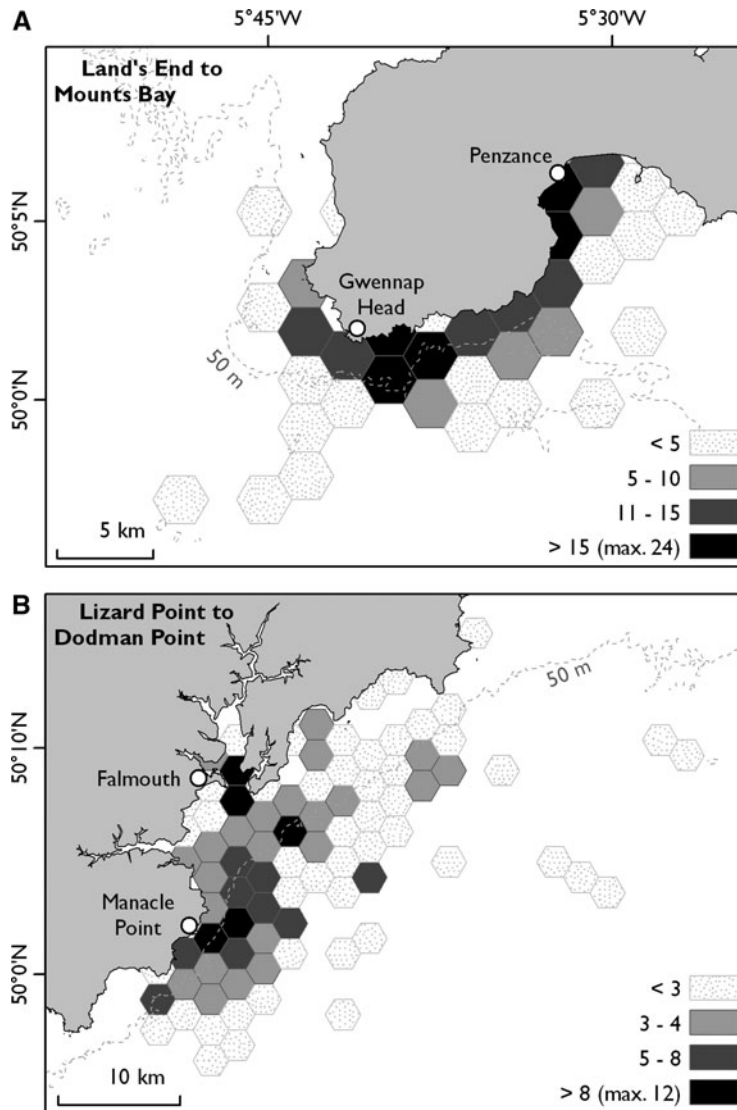 A
5°45'W
5°30'W
Land's End to
Mounts Bay
Penzance
50°5'N
Gwennap
Head
50 m
50°0'N
< 5
5 - 10
11 - 15
> 15 (max. 24)
5 km
B
Lizard Point to
Dodman Point
50 m
50°10'N
Falmouth
Manacle
Point
50°0'N
< 3
3 - 4
5 - 8
> 8 (max. 12)
10 km